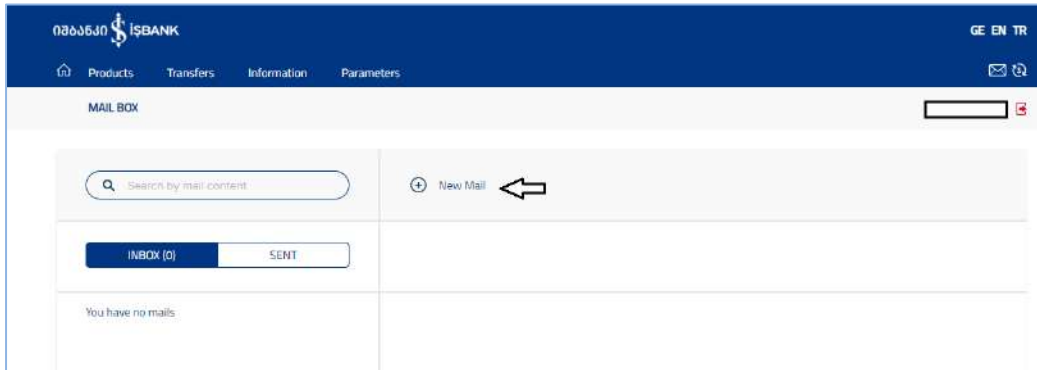 იშბანკი İŞBANK
GE EN TR
Products Transfers Information Parameters
MAIL BOX
Search by mail content
New Mail
INBOX (0) SENT
You have no mails